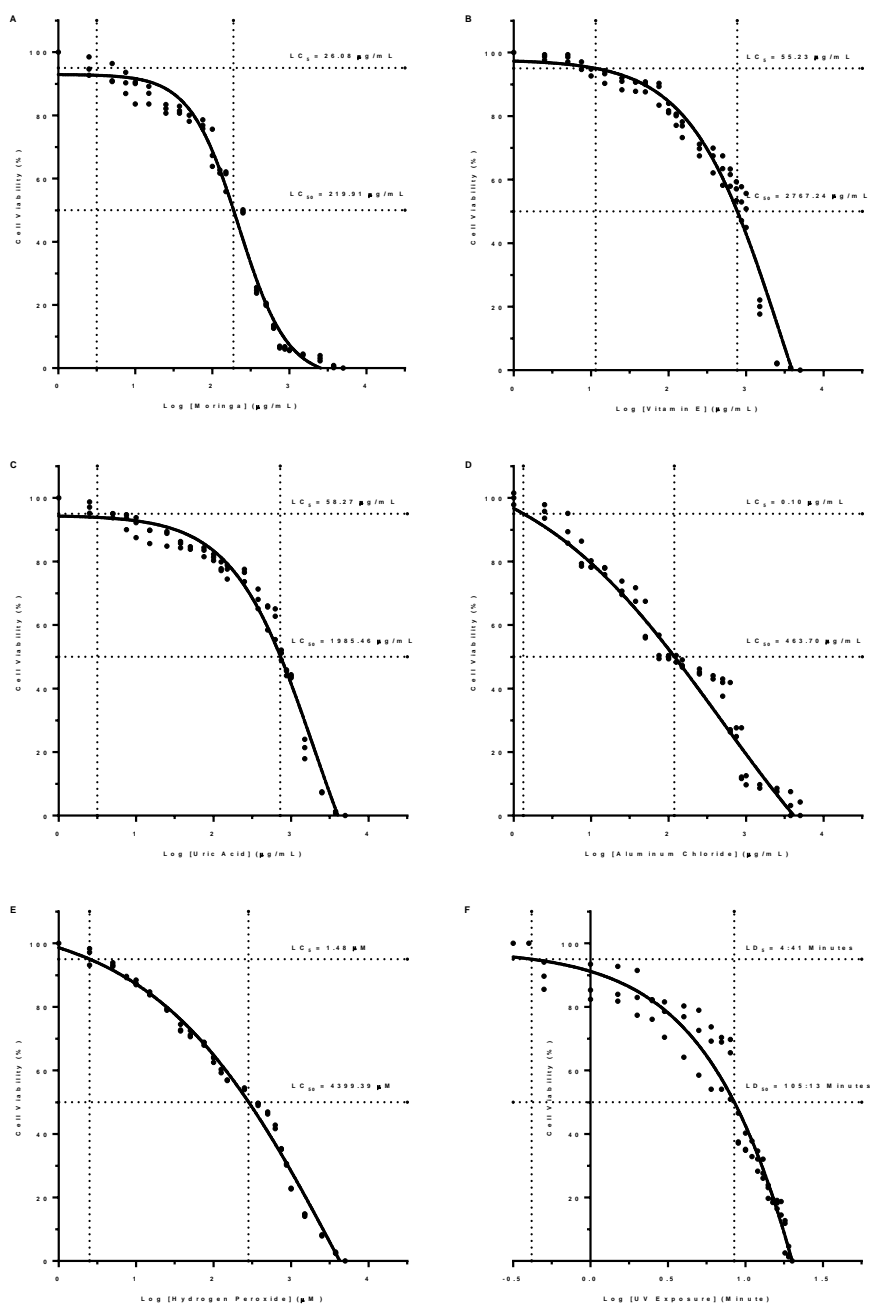 A
LC5 = 26.08 µg/mL
LC50 = 219.91 µg/mL
Cell Viability (%)
100
80
60
40
20
0
0 1 2 3 4
Log [Moringa] (µg/mL)
B
LC5 = 55.23 µg/mL
LC50 = 2767.24 µg/mL
Cell Viability (%)
100
80
60
40
20
0
0 1 2 3 4
Log [Vitamin E] (µg/mL)
C
LC5 = 58.27 µg/mL
LC50 = 1985.46 µg/mL
Cell Viability (%)
100
80
60
40
20
0
0 1 2 3 4
Log [Uric Acid] (µg/mL)
D
LC5 = 0.10 µg/mL
LC50 = 463.70 µg/mL
Cell Viability (%)
100
80
60
40
20
0
0 1 2 3 4
Log [Aluminum Chloride] (µg/mL)
E
LC5 = 1.48 µM
LC50 = 4399.39 µM
Cell Viability (%)
100
80
60
40
20
0
0 1 2 3 4
Log [Hydrogen Peroxide] (µM)
F
LD5 = 4:41 Minutes
LD50 = 105:13 Minutes
Cell Viability (%)
100
80
60
40
20
0
-0.5 0.0 0.5 1.0 1.5
Log [UV Exposure] (Minute)